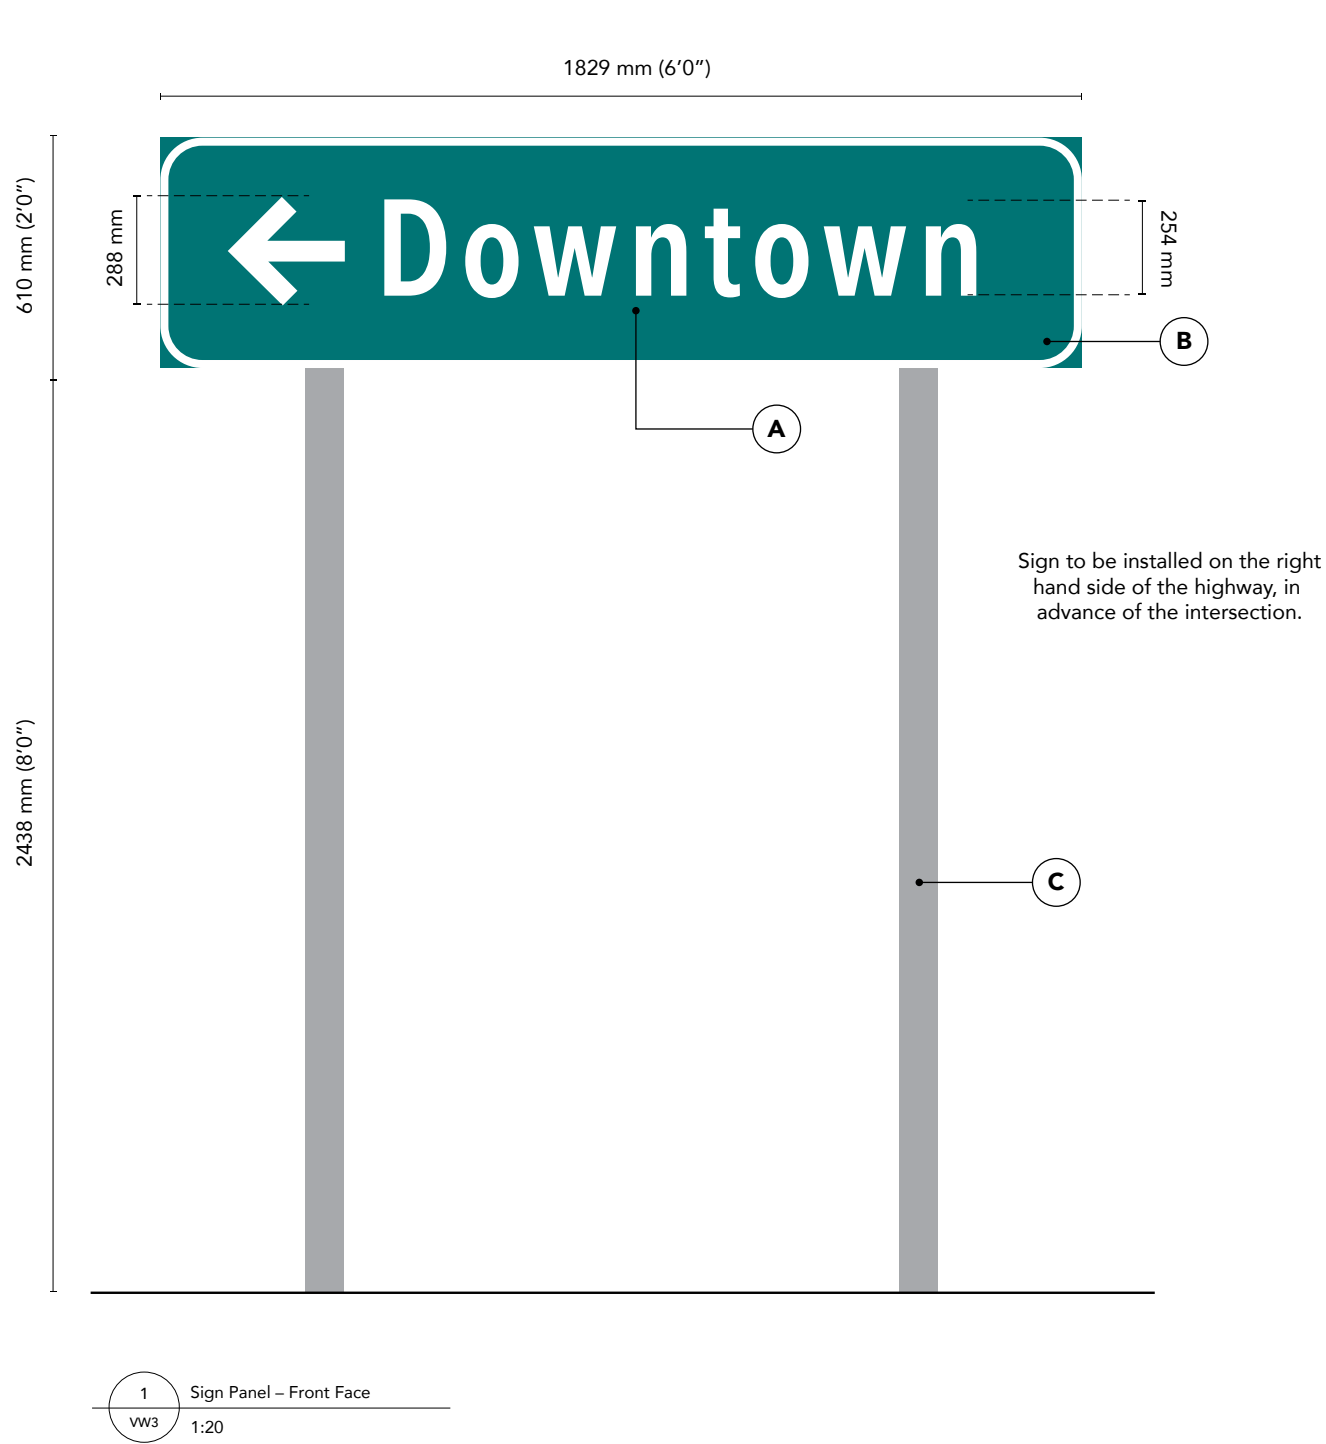 1829 mm (6’0”)
610 mm (2’0”)
288 mm
Downtown
254 mm
B
A
Sign to be installed on the right
hand side of the highway, in
advance of the intersection.
2438 mm (8’0”)
C
1
Sign Panel – Front Face
VW3
1:20